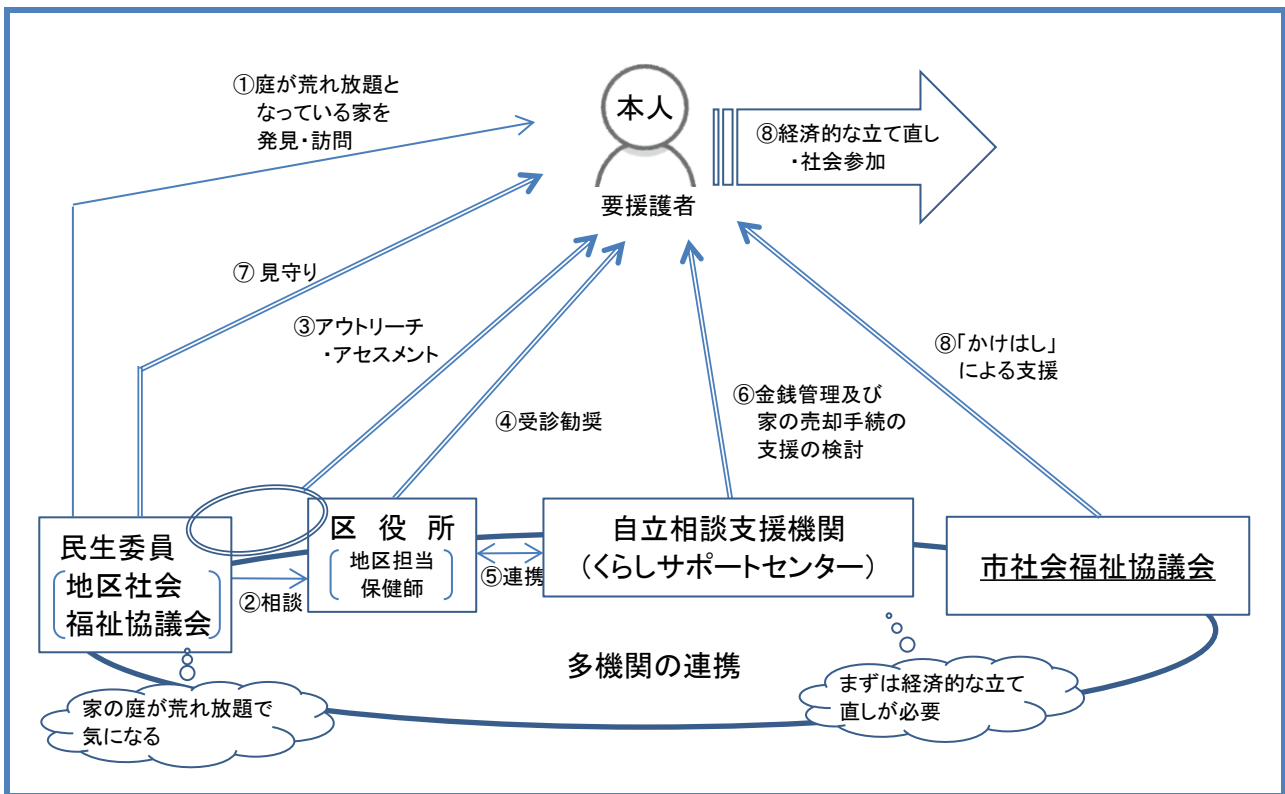 ①庭が荒れ放題と
なっている家を
発見・訪問
本人
要援護者
⑧経済的な立て直し
・社会参加
⑦見守り
③アウトリーチ
・アセスメント
④受診勧奨
⑥金銭管理及び
家の売却手続の
支援の検討
⑧「かけはし」
による支援
民生委員
地区社会
福祉協議会
②相談
区役所
地区担当
保健師
⑤連携
自立相談支援機関
(くらしサポートセンター)
市社会福祉協議会
多機関の連携
家の庭が荒れ放題で
気になる
まずは経済的な立て
直しが必要